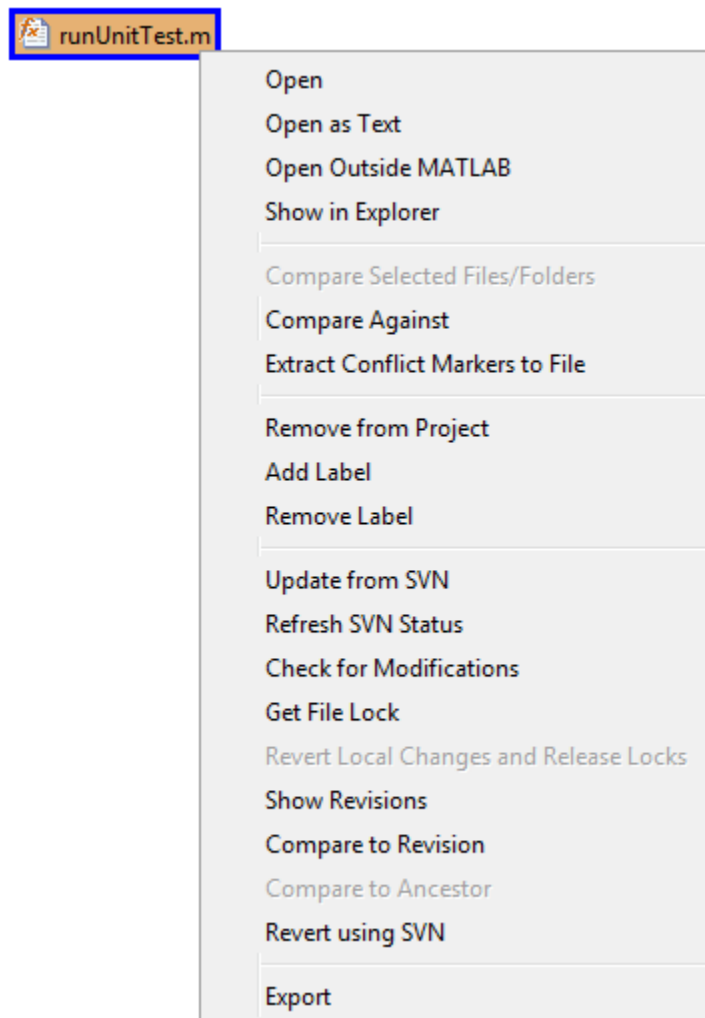 runUnitTest.m
Open
Open as Text
Open Outside MATLAB
Show in Explorer
Compare Selected Files/Folders
Compare Against
Extract Conflict Markers to File
Remove from Project
Add Label
Remove Label
Update from SVN
Refresh SVN Status
Check for Modifications
Get File Lock
Revert Local Changes and Release Locks
Show Revisions
Compare to Revision
Compare to Ancestor
Revert using SVN
Export